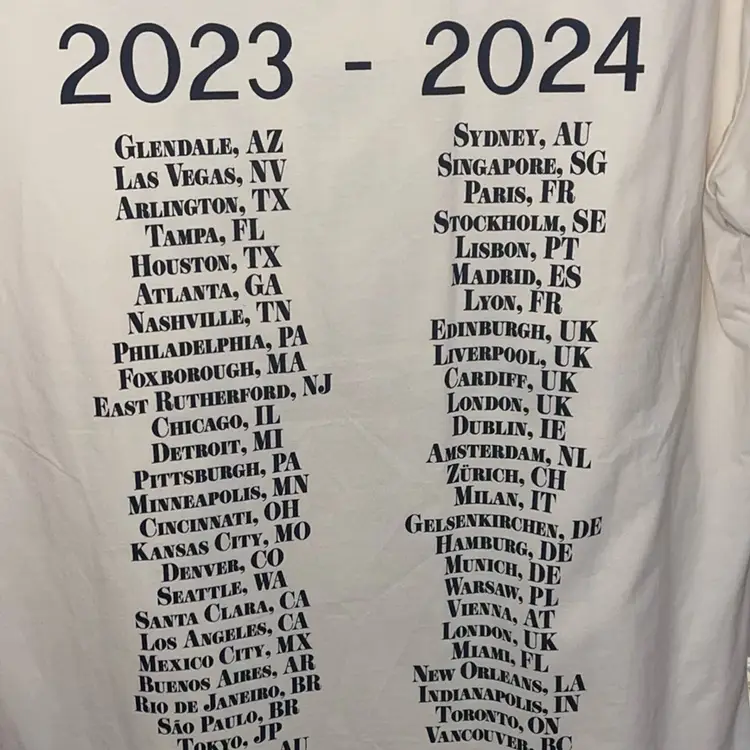 2023 - 2024
GLENDALE, AZ
LAS VEGAS, NV
ARLINGTON, TX
TAMPA, FL
HOUSTON, TX
ATLANTA, GA
NASHVILLE, TN
PHILADELPHIA, PA
FOXBOROUGH, MA
EAST RUTHERFORD, NJ
CHICAGO, IL
DETROIT, MI
PITTSBURGH, PA
MINNEAPOLIS, MN
CINCINNATI, OH
KANSAS CITY, MO
DENVER, CO
SEATTLE, WA
SANTA CLARA, CA
LOS ANGELES, CA
MEXICO CITY, MX
BUENOS AIRES, AR
RIO DE JANEIRO, BR
SÃO PAULO, BR
TOKYO, JP
AU
SYDNEY, AU
SINGAPORE, SG
PARIS, FR
STOCKHOLM, SE
LISBON, PT
MADRID, ES
LYON, FR
EDINBURGH, UK
LIVERPOOL, UK
CARDIFF, UK
LONDON, UK
DUBLIN, IE
AMSTERDAM, NL
ZÜRICH, CH
MILAN, IT
GELSENKIRCHEN, DE
HAMBURG, DE
MUNICH, DE
WARSAW, PL
VIENNA, AT
LONDON, UK
MIAMI, FL
NEW ORLEANS, LA
INDIANAPOLIS, IN
TORONTO, ON
VANCOUVER, BC